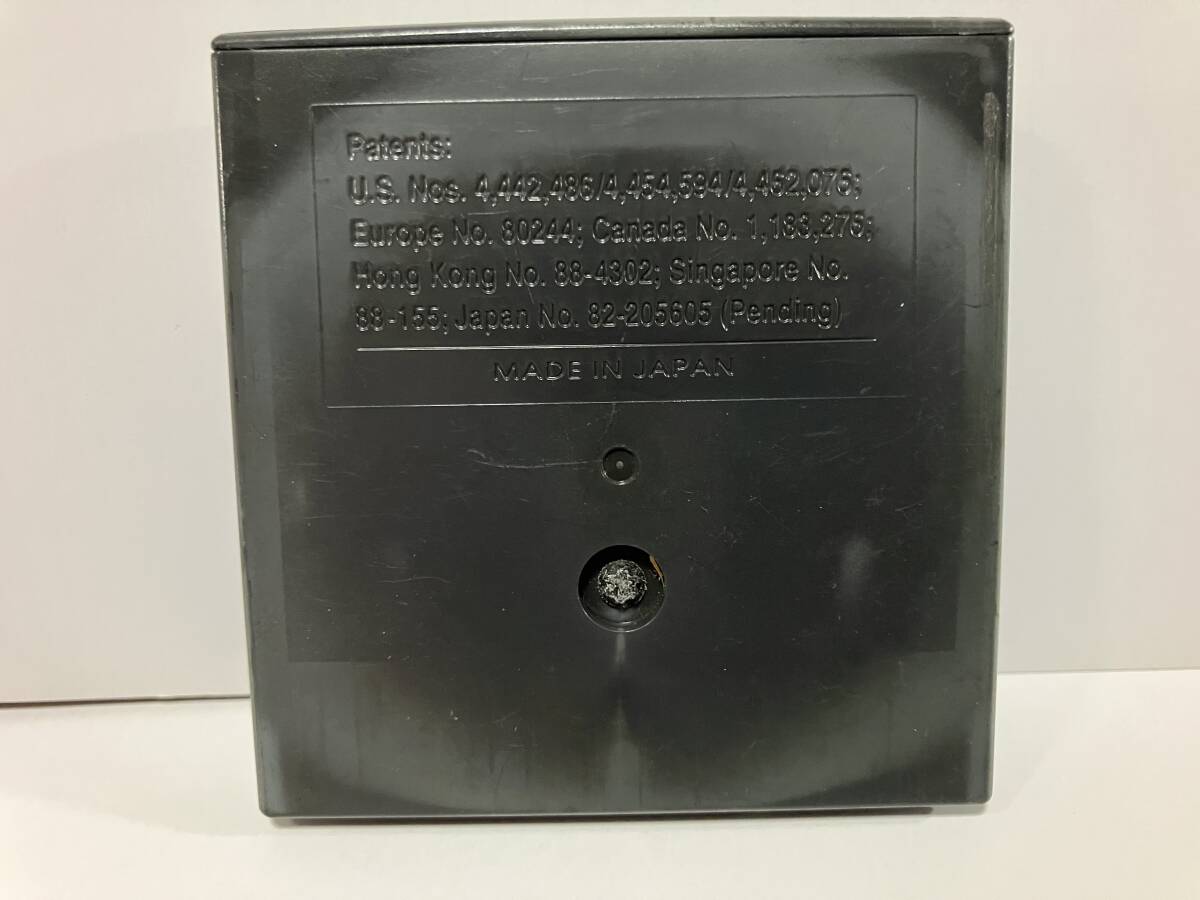 Patents:
U.S. Nos. 4,442,486/4,454,594/4,462,076;
Europe No. 80244; Canada No. 1,183,276;
Hong Kong No. 88-4302; Singapore No.
88-155; Japan No. 82-205605 (Pending)
MADE IN JAPAN